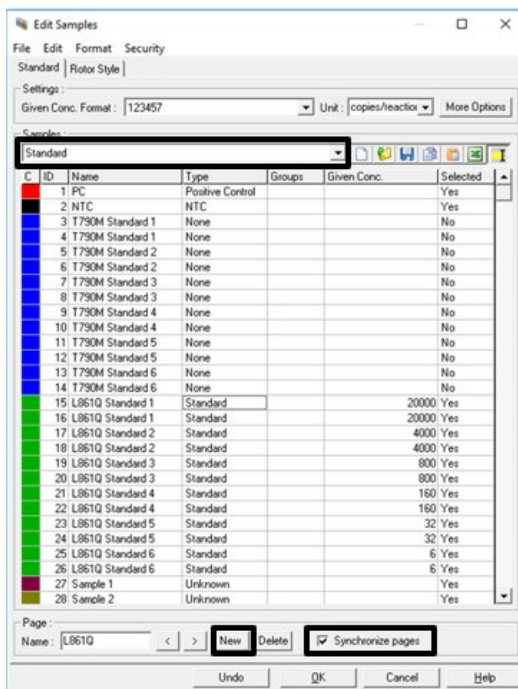 Edit Samples
File Edit Format Security
Standard Rotor Style
Settings :
Given Conc. Format : 123457 Unit : copies/reaction More Options
Samples :
Standard
C ID Name Type Groups Given Conc. Selected
1 PC Positive Control Yes
2 NTC NTC Yes
3 T790M Standard 1 None No
4 T790M Standard 1 None No
5 T790M Standard 2 None No
6 T790M Standard 2 None No
7 T790M Standard 3 None No
8 T790M Standard 3 None No
9 T790M Standard 4 None No
10 T790M Standard 4 None No
11 T790M Standard 5 None No
12 T790M Standard 5 None No
13 T790M Standard 6 None No
14 T790M Standard 6 None No
15 L861Q Standard 1 Standard 20000 Yes
16 L861Q Standard 1 Standard 20000 Yes
17 L861Q Standard 2 Standard 4000 Yes
18 L861Q Standard 2 Standard 4000 Yes
19 L861Q Standard 3 Standard 800 Yes
20 L861Q Standard 3 Standard 800 Yes
21 L861Q Standard 4 Standard 160 Yes
22 L861Q Standard 4 Standard 160 Yes
23 L861Q Standard 5 Standard 32 Yes
24 L861Q Standard 5 Standard 32 Yes
25 L861Q Standard 6 Standard 6 Yes
26 L861Q Standard 6 Standard 6 Yes
27 Sample 1 Unknown Yes
28 Sample 2 Unknown Yes
Page :
Name : L861Q < > New Delete Synchronize pages
Undo OK Cancel Help